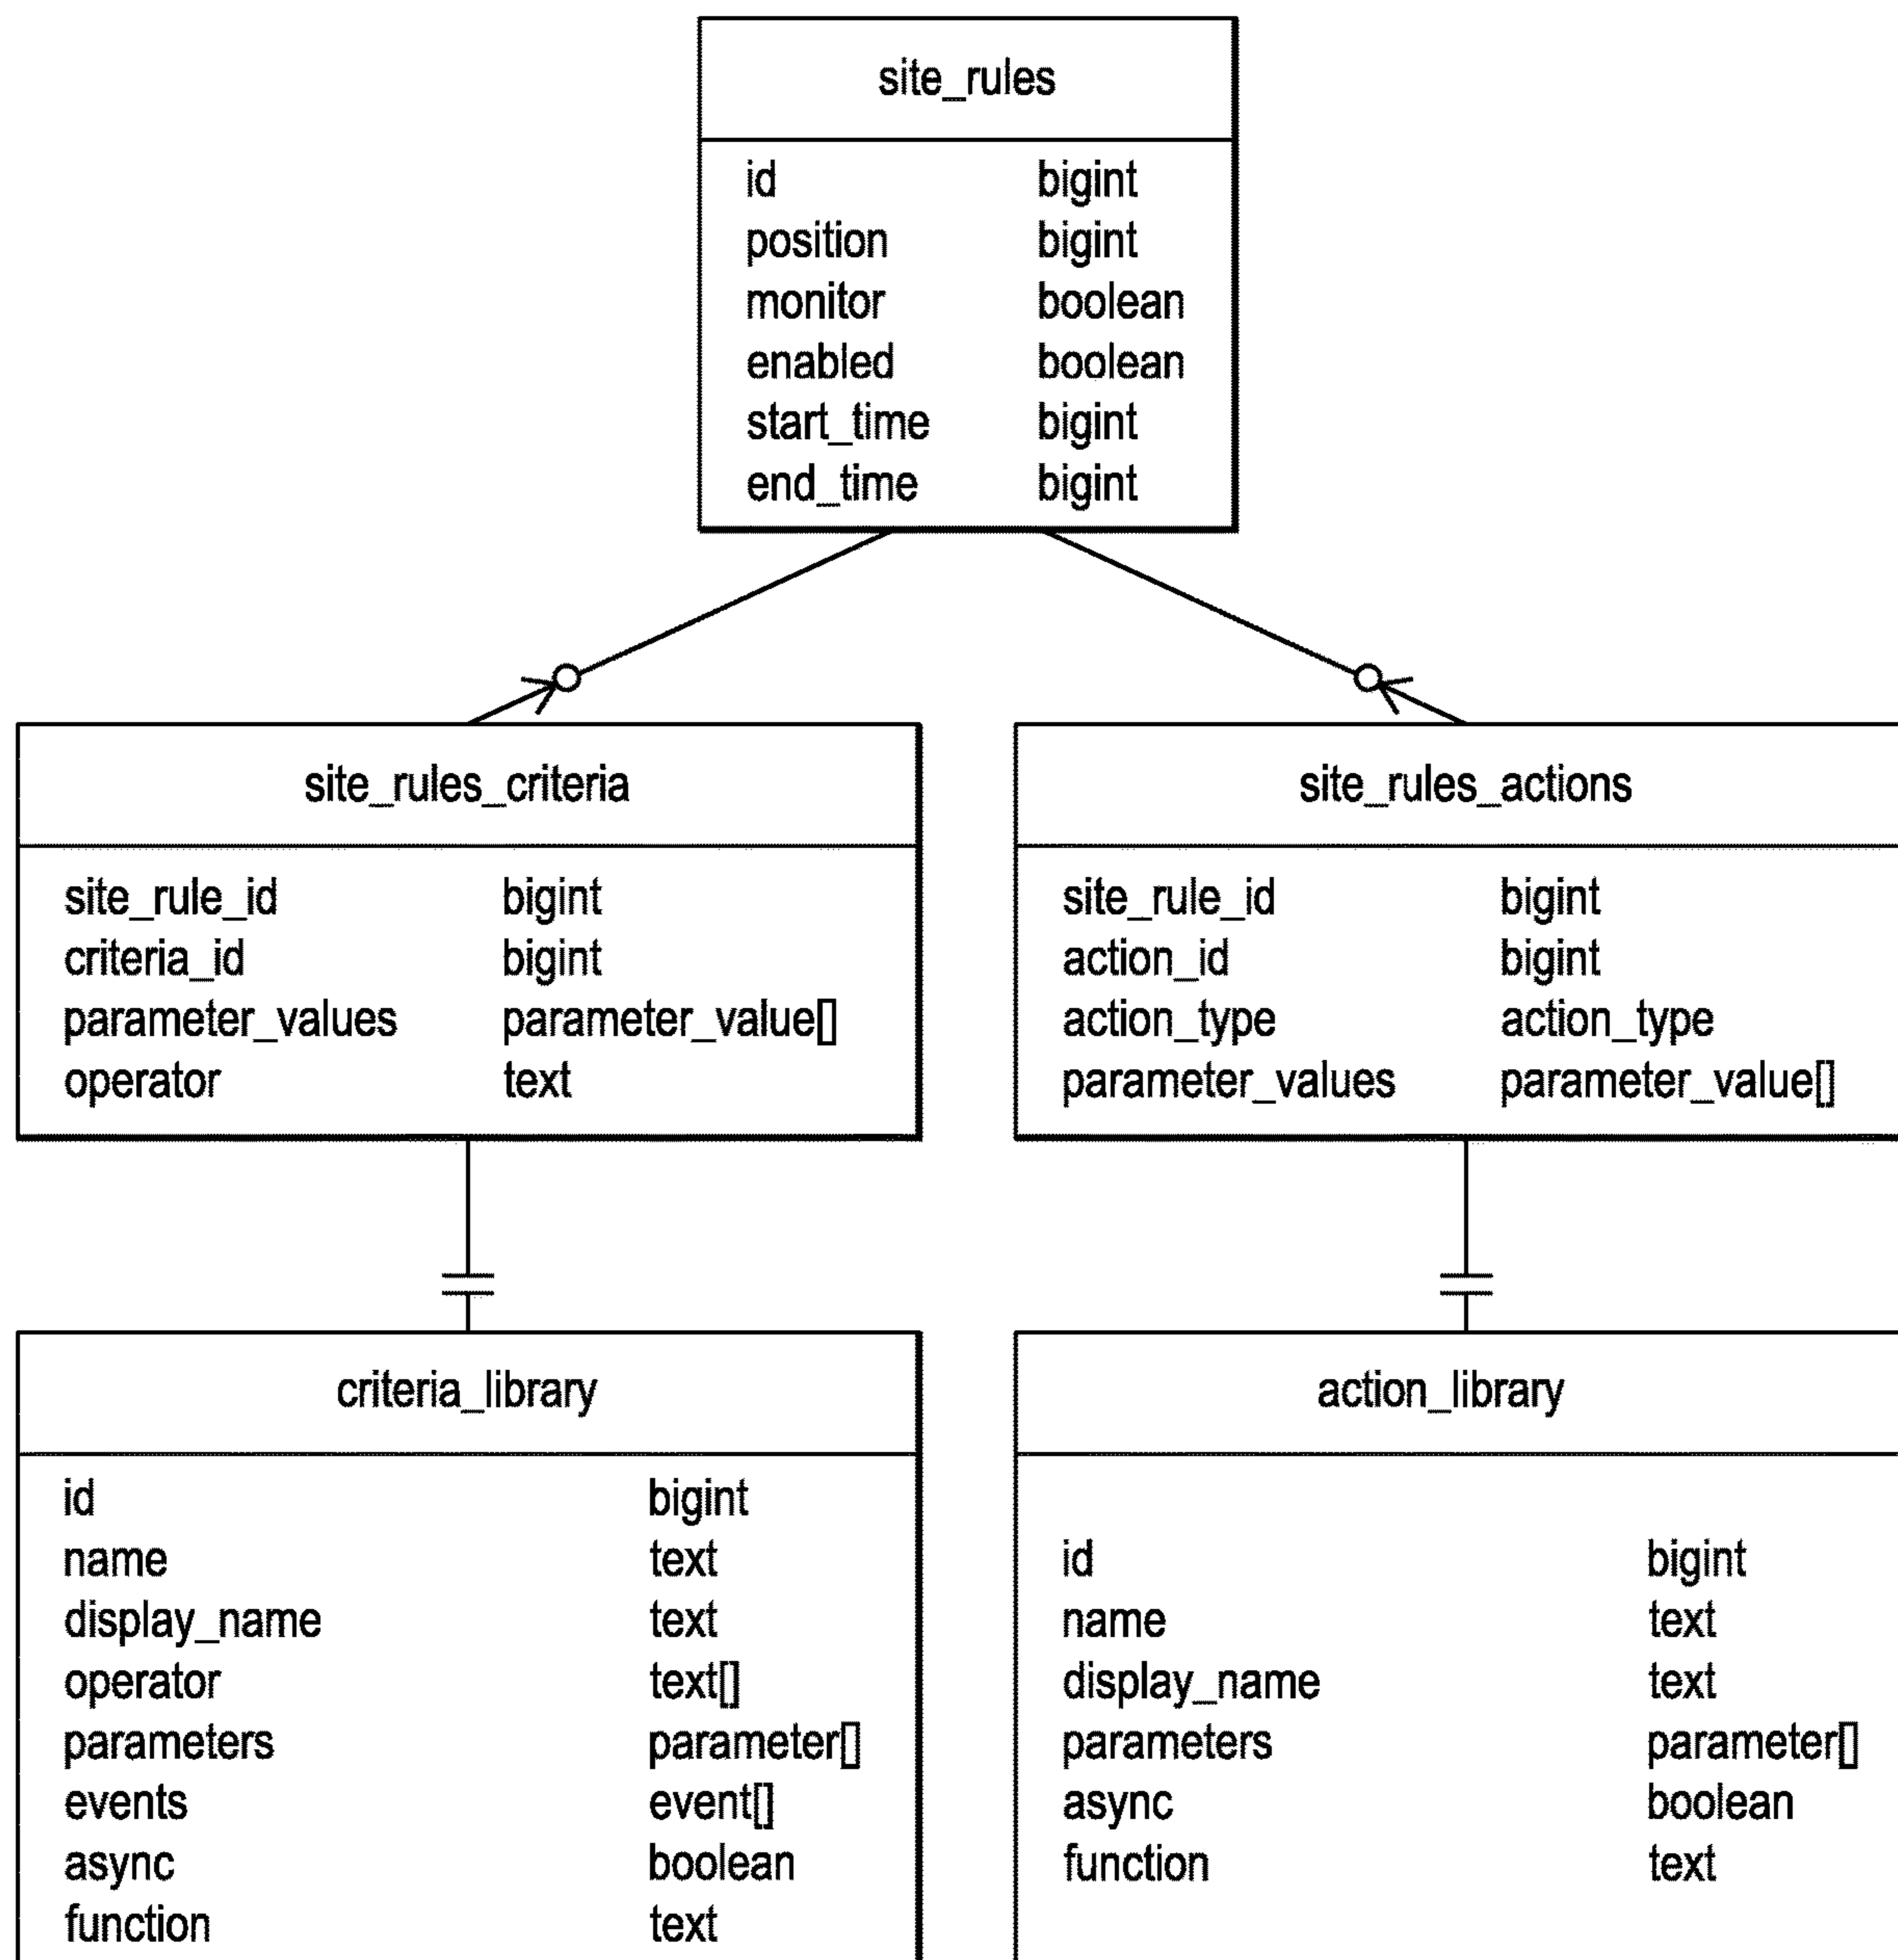 site_rules
id bigint
position bigint
monitor boolean
enabled boolean
start_time bigint
end_time bigint
site_rules_criteria
site_rule_id bigint
criteria_id bigint
parameter_values parameter_value[]
operator text
site_rules_actions
site_rule_id bigint
action_id bigint
action_type action_type
parameter_values parameter_value[]
criteria_library
id bigint
name text
display_name text
operator text[]
parameters parameter[]
events event[]
async boolean
function text
action_library
id bigint
name text
display_name text
parameters parameter[]
async boolean
function text